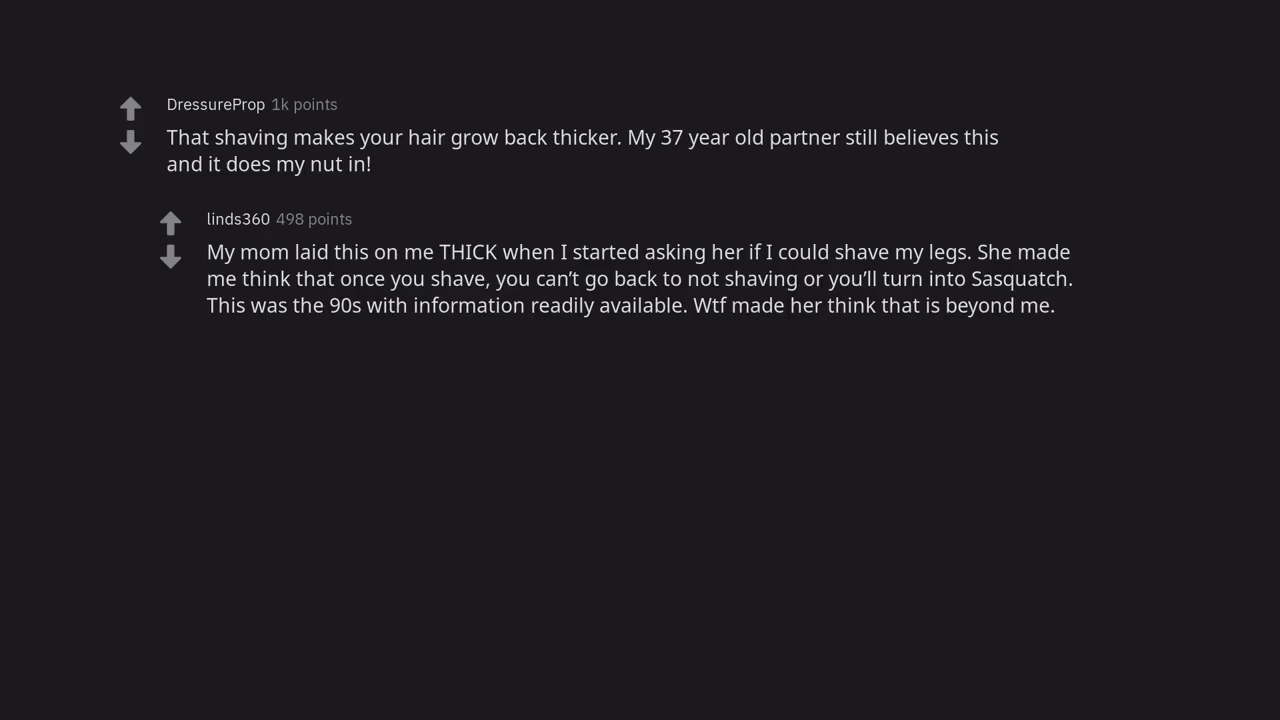 DressureProp 1k points
That shaving makes your hair grow back thicker. My 37 year old partner still believes this
and it does my nut in!
linds360 498 points
My mom laid this on me THICK when I started asking her if I could shave my legs. She made
me think that once you shave, you can’t go back to not shaving or you’ll turn into Sasquatch.
This was the 90s with information readily available. Wtf made her think that is beyond me.